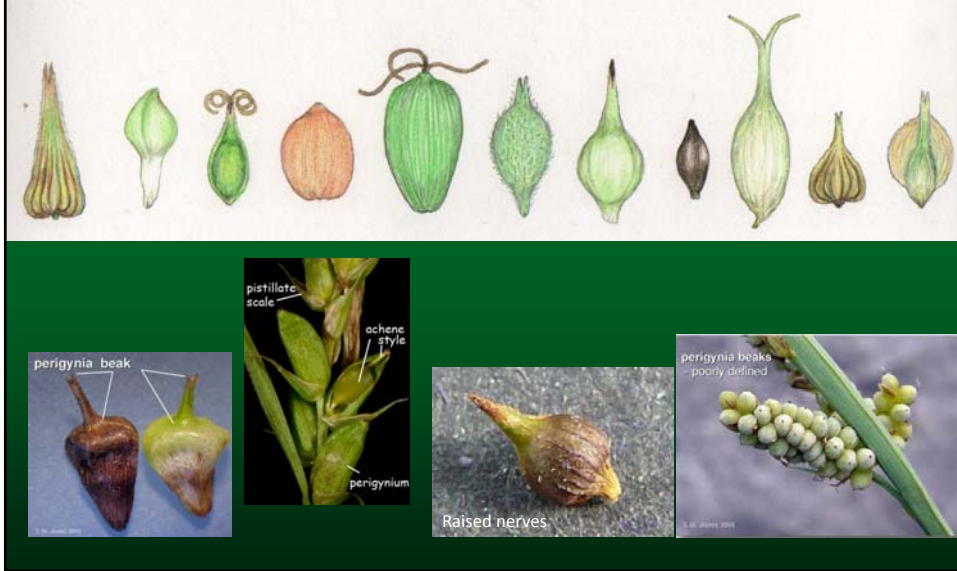 pistillate
scale
achene
style
perigynium
perigynia beak
Raised nerves
perigynia beaks
- poorly defined